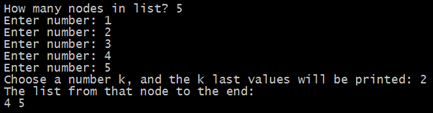 How many nodes in list? 5
Enter number: 1
Enter number: 2
Enter number: 3
Enter number: 4
Enter number: 5
Choose a number k, and the k last values will be printed: 2
The list from that node to the end:
4 5